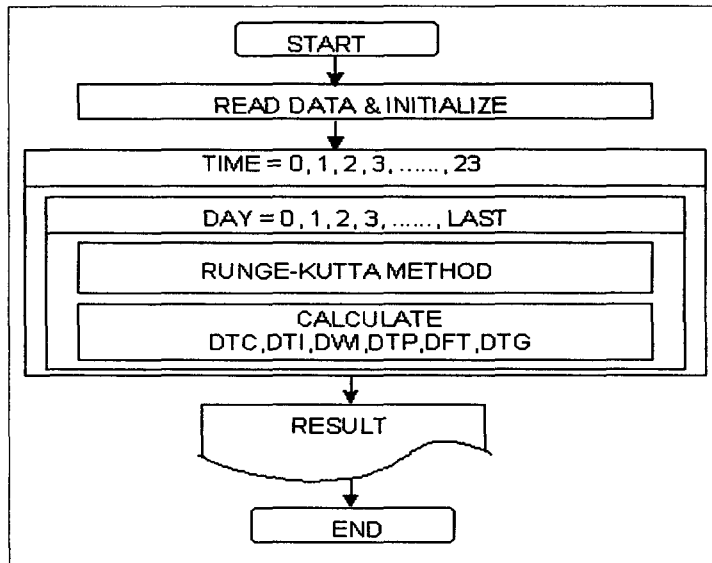 START
READ DATA & INITIALIZE
TIME = 0, 1, 2, 3, ......, 23
DAY = 0, 1, 2, 3, ......, LAST
RUNGE-KUTTA METHOD
CALCULATE
DTC,DTI,DWI,DTP,DFT,DTG
RESULT
END